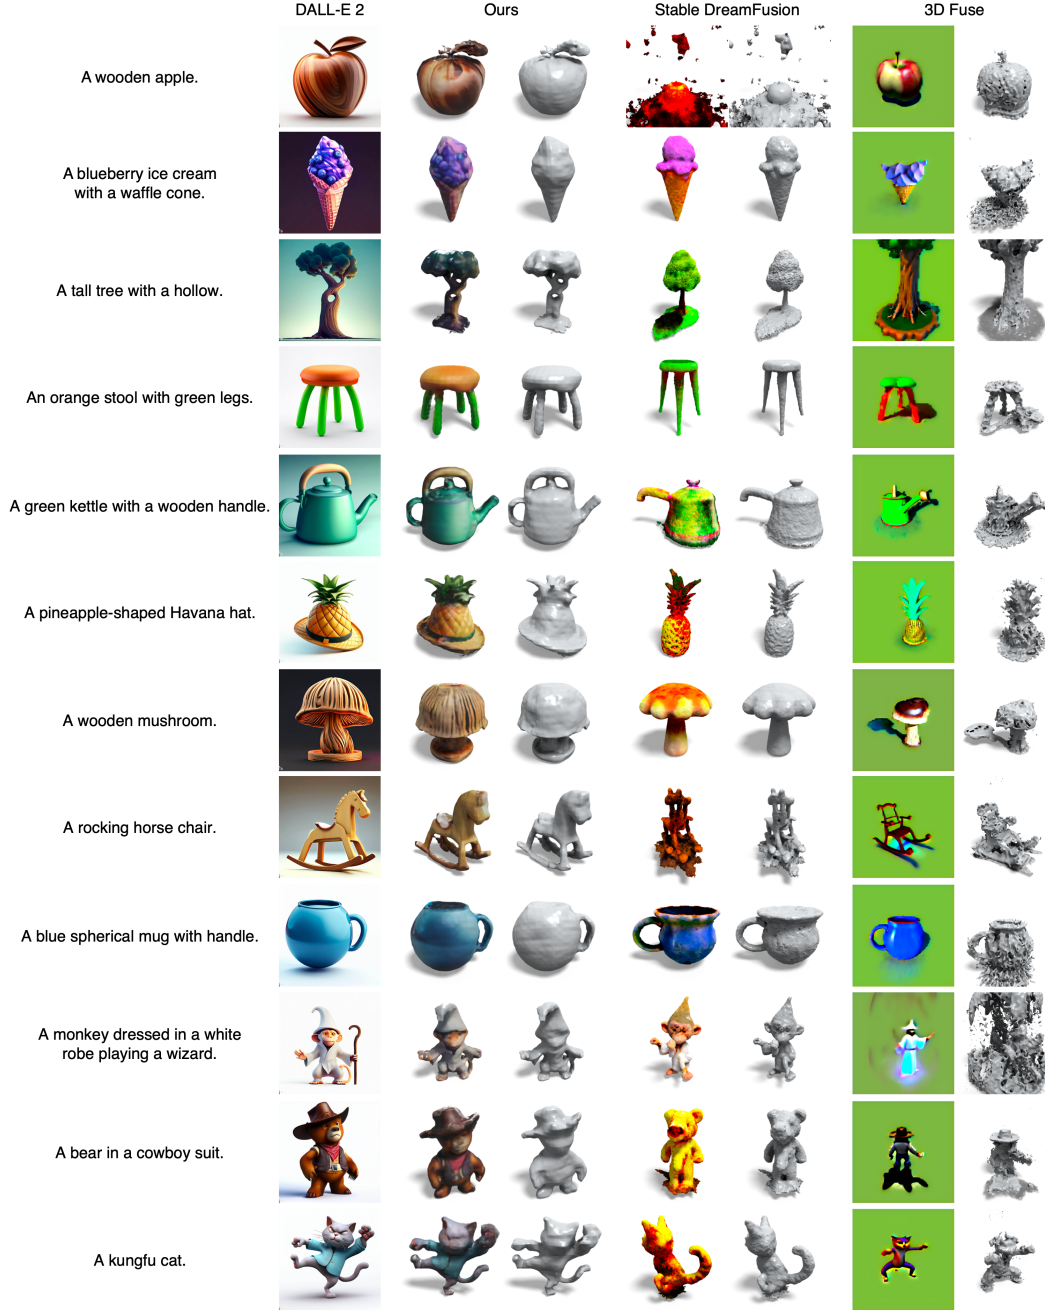 DALL-E 2 Ours Stable DreamFusion 3D Fuse
A wooden apple.
A blueberry ice cream
with a waffle cone.
A tall tree with a hollow.
An orange stool with green legs.
A green kettle with a wooden handle.
A pineapple-shaped Havana hat.
A wooden mushroom.
A rocking horse chair.
A blue spherical mug with handle.
A monkey dressed in a white
robe playing a wizard.
A bear in a cowboy suit.
A kungfu cat.